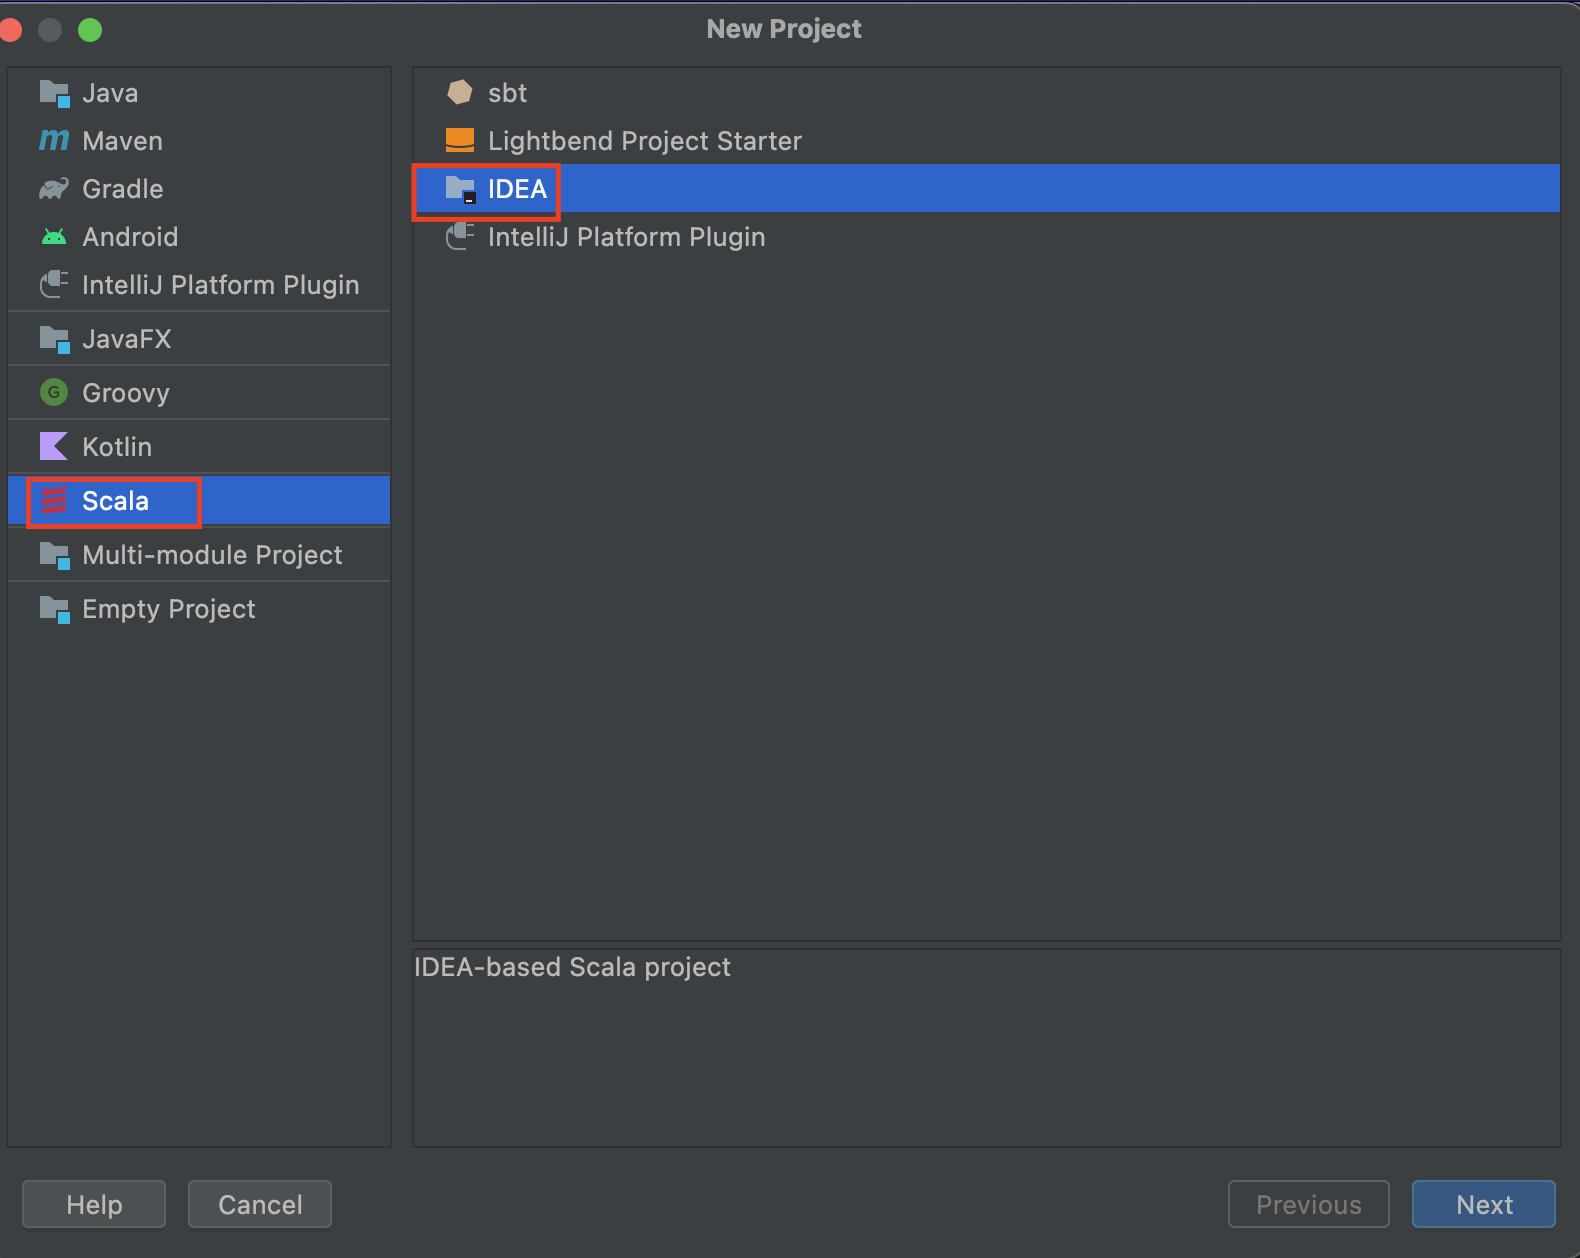 New Project
Java
Maven
Gradle
Android
IntelliJ Platform Plugin
JavaFX
Groovy
Kotlin
Scala
Multi-module Project
Empty Project
sbt
Lightbend Project Starter
IDEA
IntelliJ Platform Plugin
IDEA-based Scala project
Help
Cancel
Previous
Next